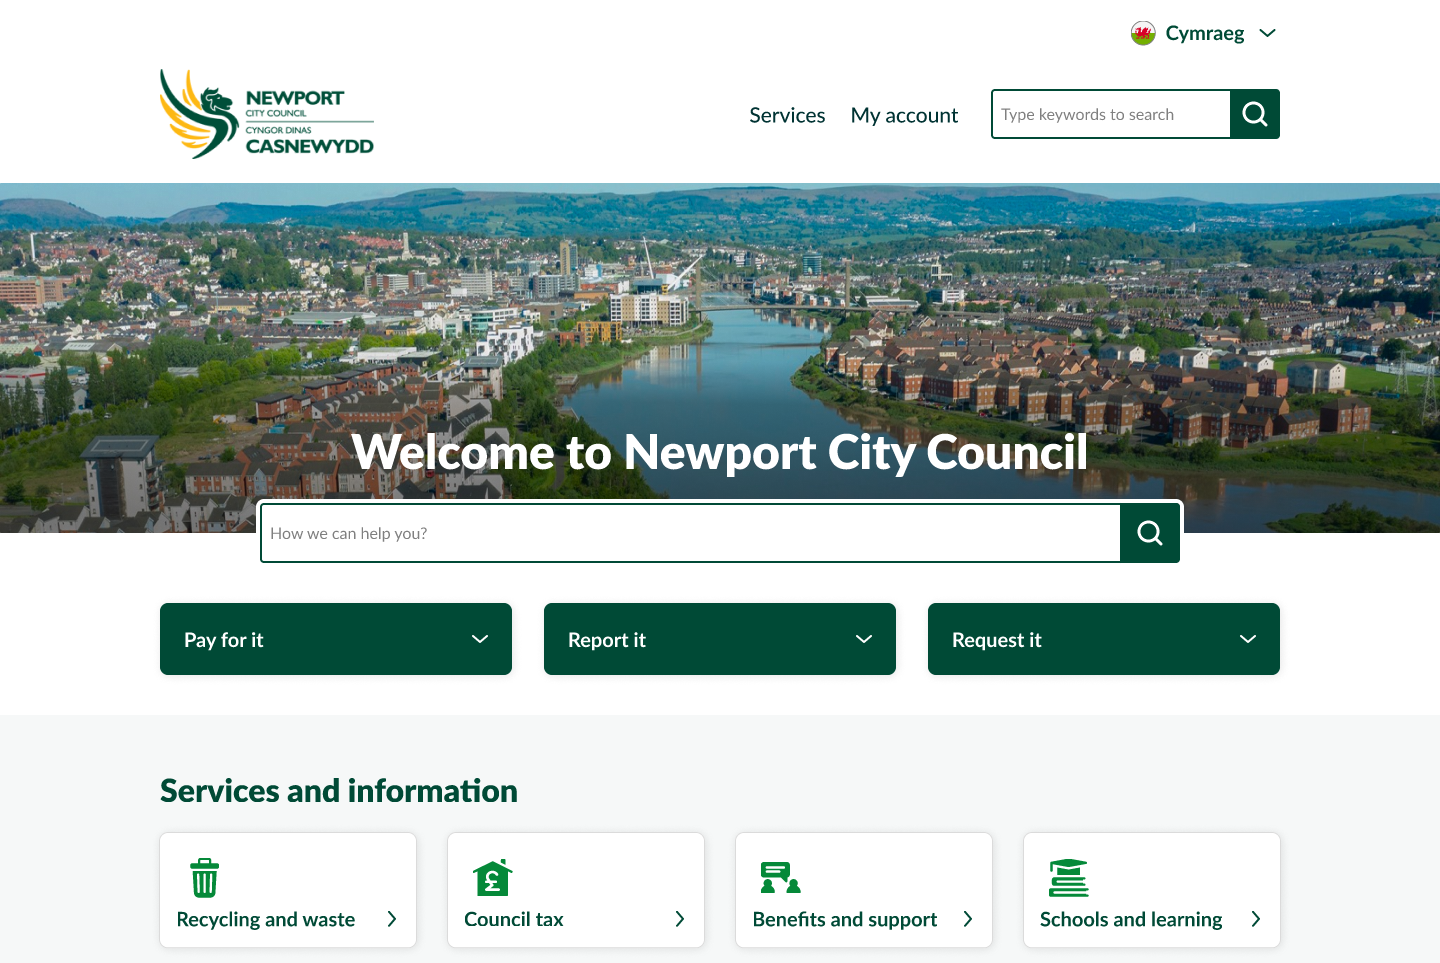 Cymraeg
NEWPORT
CITY COUNCIL
CYNGOR DINAS
CASNEWYDD
Services
My account
Type keywords to search
Welcome to Newport City Council
How we can help you?
Pay for it
Report it
Request it
Services and information
Recycling and waste
Council tax
Benefits and support
Schools and learning